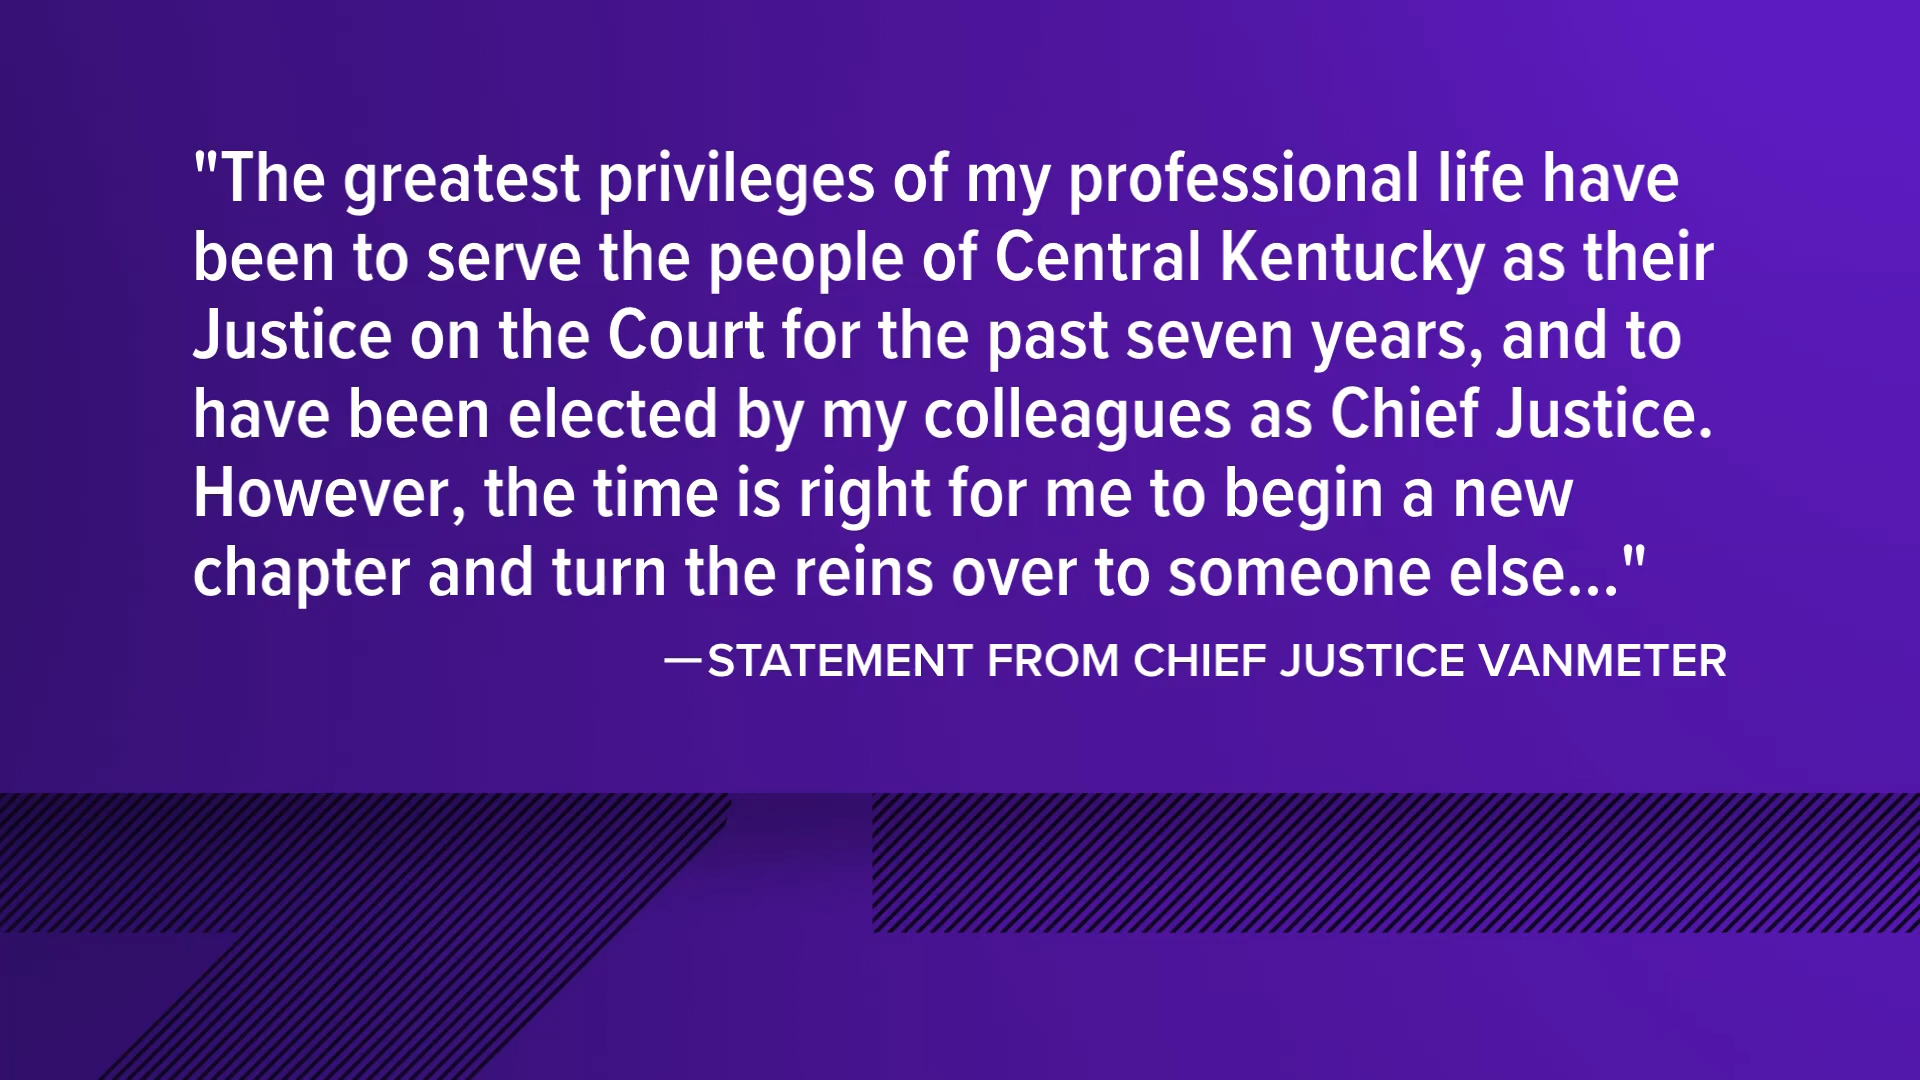 "The greatest privileges of my professional life have
been to serve the people of Central Kentucky as their
Justice on the Court for the past seven years, and to
have been elected by my colleagues as Chief Justice.
However, the time is right for me to begin a new
chapter and turn the reins over to someone else..."
—STATEMENT FROM CHIEF JUSTICE VANMETER